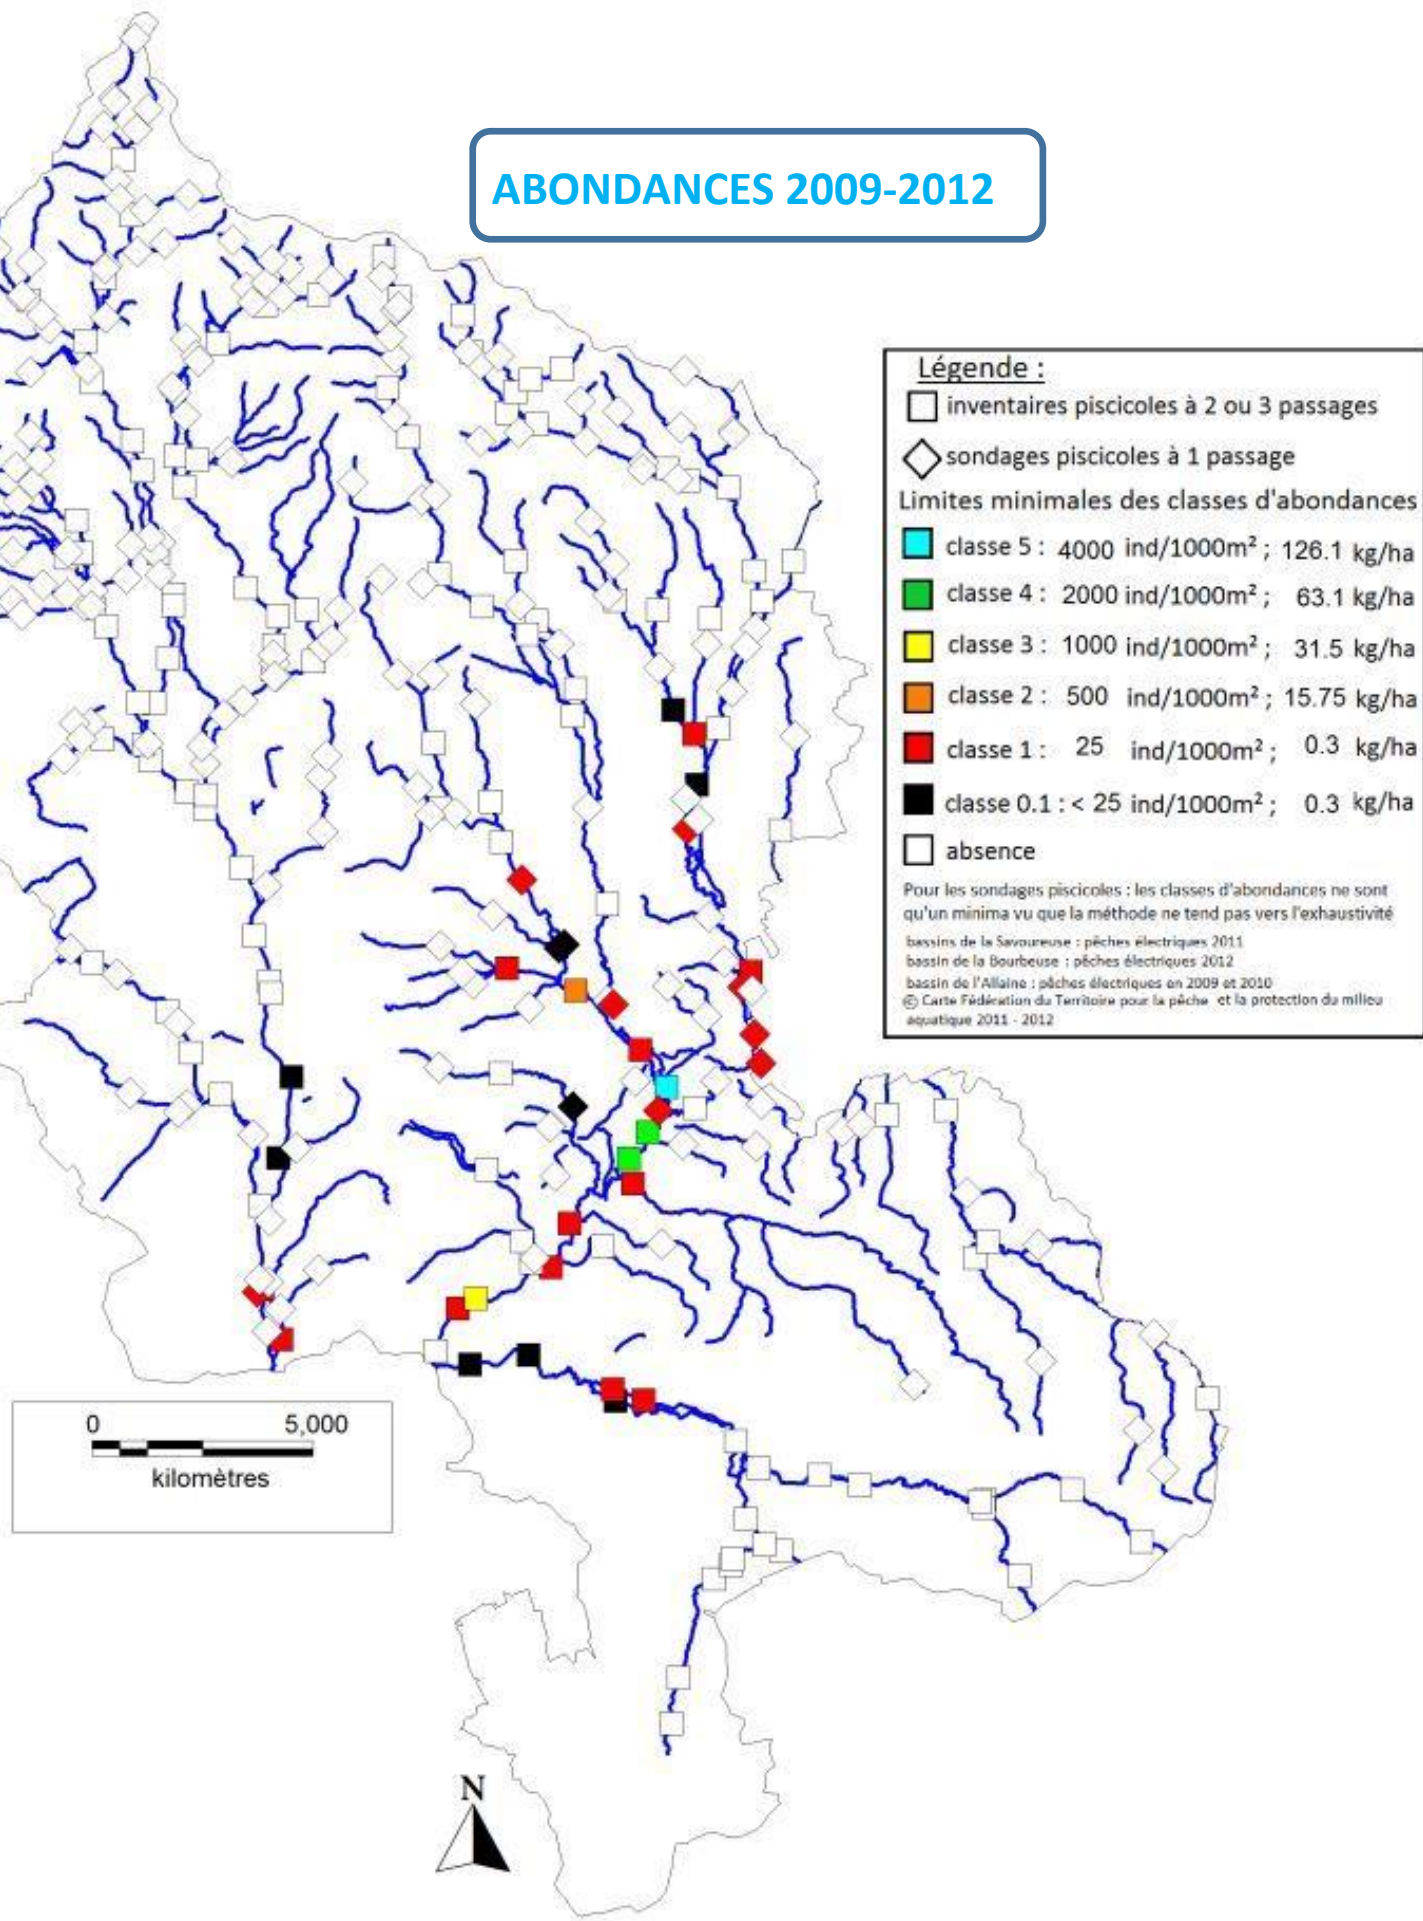 ABONDANCES 2009-2012
Légende :
inventaires piscicoles à 2 ou 3 passages
sondages piscicoles à 1 passage
Limites minimales des classes d'abondances
classe 5 : 4000 ind/1000m² ; 126.1 kg/ha
classe 4 : 2000 ind/1000m² ; 63.1 kg/ha
classe 3 : 1000 ind/1000m² ; 31.5 kg/ha
classe 2 : 500 ind/1000m² ; 15.75 kg/ha
classe 1 : 25 ind/1000m² ; 0.3 kg/ha
classe 0.1 : < 25 ind/1000m² ; 0.3 kg/ha
absence
Pour les sondages piscicoles : les classes d'abondances ne sont
qu'un minima vu que la méthode ne tend pas vers l'exhaustivité
bassins de la Savoureuse : pêches électriques 2011
bassin de la Bourbeuse : pêches électriques 2012
bassin de l'Allaine : pêches électriques en 2009 et 2010
© Carte Fédération du Territoire pour la pêche et la protection du milieu
aquatique 2011 - 2012
0 5,000
kilomètres
N